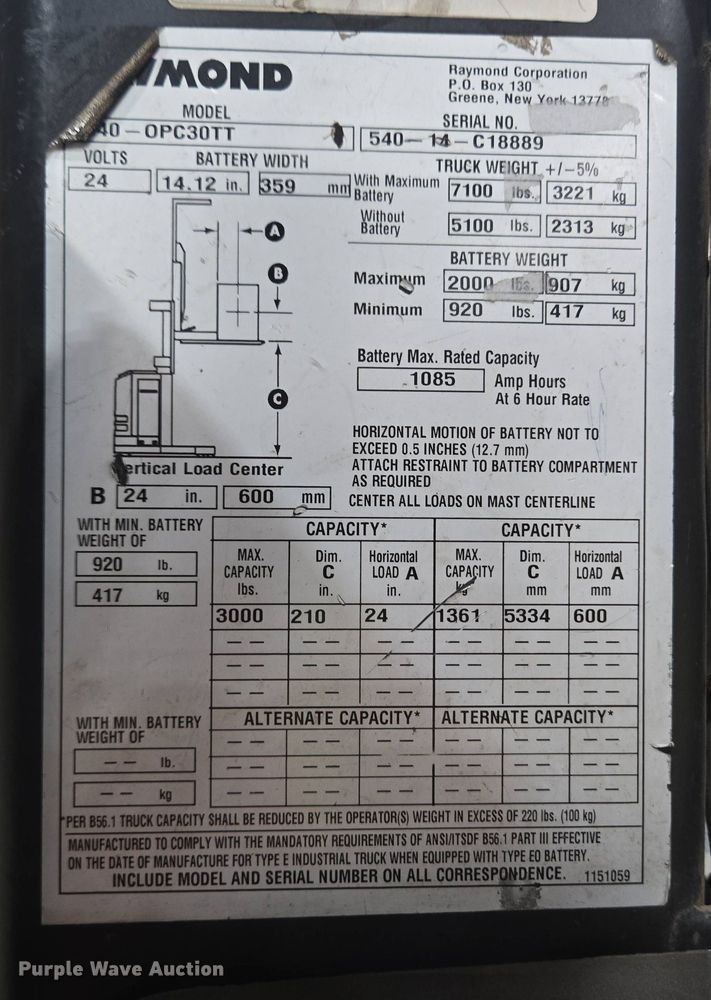 YMOND
Raymond Corporation
P.O. Box 130
Greene, New York 13778
MODEL
40-OPC30TT
SERIAL NO.
540-14-C18889
VOLTS
24
BATTERY WIDTH
14.12 in. 359 mm
TRUCK WEIGHT +/-5%
With Maximum Battery 7100 lbs. 3221 kg
Without Battery 5100 lbs. 2313 kg
BATTERY WEIGHT
Maximum 2000 lbs. 907 kg
Minimum 920 lbs. 417 kg
A
B
C
Battery Max. Rated Capacity
1085 Amp Hours
At 6 Hour Rate
HORIZONTAL MOTION OF BATTERY NOT TO
EXCEED 0.5 INCHES (12.7 mm)
ATTACH RESTRAINT TO BATTERY COMPARTMENT
AS REQUIRED
CENTER ALL LOADS ON MAST CENTERLINE
ertical Load Center
B 24 in. 600 mm
WITH MIN. BATTERY
WEIGHT OF
920 lb.
417 kg
CAPACITY* CAPACITY*
MAX. CAPACITY lbs. Dim. C in. Horizontal LOAD A in. MAX. CAPACITY kg Dim. C mm Horizontal LOAD A mm
3000 210 24 1361 5334 600
-- -- -- -- -- --
-- -- -- -- -- --
-- -- -- -- -- --
WITH MIN. BATTERY
WEIGHT OF
-- lb.
-- kg
ALTERNATE CAPACITY* ALTERNATE CAPACITY*
-- -- -- -- -- --
-- -- -- -- -- --
-- -- -- -- -- --
*PER B56.1 TRUCK CAPACITY SHALL BE REDUCED BY THE OPERATOR(S) WEIGHT IN EXCESS OF 220 lbs. (100 kg)
MANUFACTURED TO COMPLY WITH THE MANDATORY REQUIREMENTS OF ANSI/ITSDF B56.1 PART III EFFECTIVE
ON THE DATE OF MANUFACTURE FOR TYPE E INDUSTRIAL TRUCK WHEN EQUIPPED WITH TYPE EO BATTERY.
INCLUDE MODEL AND SERIAL NUMBER ON ALL CORRESPONDENCE. 1151059
Purple Wave Auction